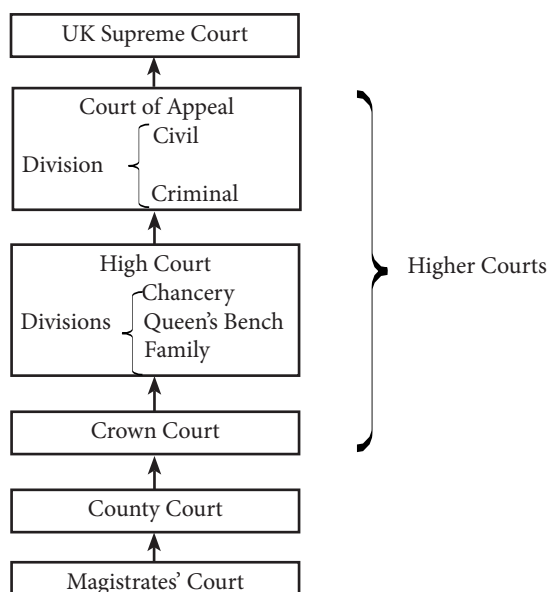 UK Supreme Court
Court of Appeal
Civil
Division
Criminal
High Court
Chancery
Divisions Queen's Bench
Family
Higher Courts
Crown Court
County Court
Magistrates' Court